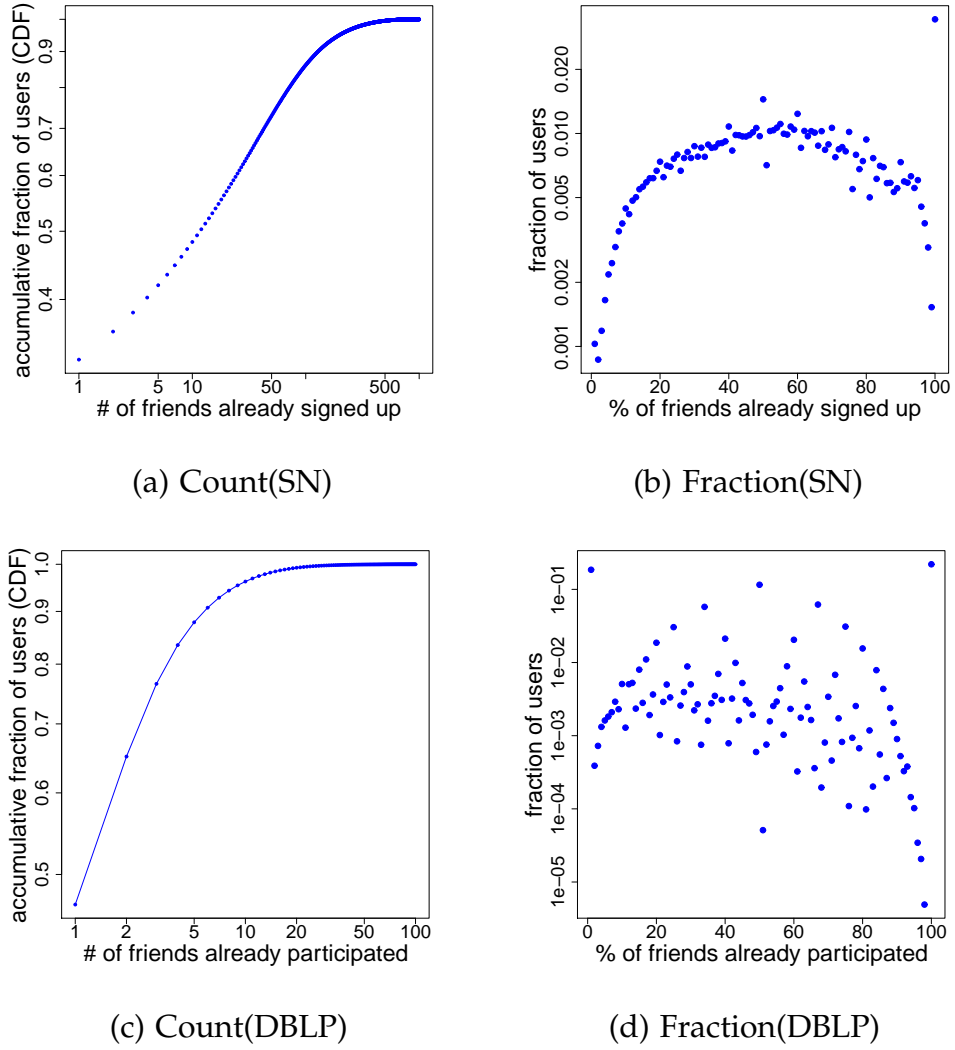 accumulative fraction of users (CDF)
0.4 0.5 0.6 0.7 0.9
1 5 10 50 500
# of friends already signed up
(a) Count(SN)
fraction of users
0.001 0.002 0.005 0.010 0.020
0 20 40 60 80 100
% of friends already signed up
(b) Fraction(SN)
accumulative fraction of users (CDF)
0.5 0.6 0.7 0.8 0.9 1.0
1 2 5 10 20 50 100
# of friends already participated
(c) Count(DBLP)
fraction of users
1e−05 1e−04 1e−03 1e−02 1e−01
0 20 40 60 80 100
% of friends already participated
(d) Fraction(DBLP)